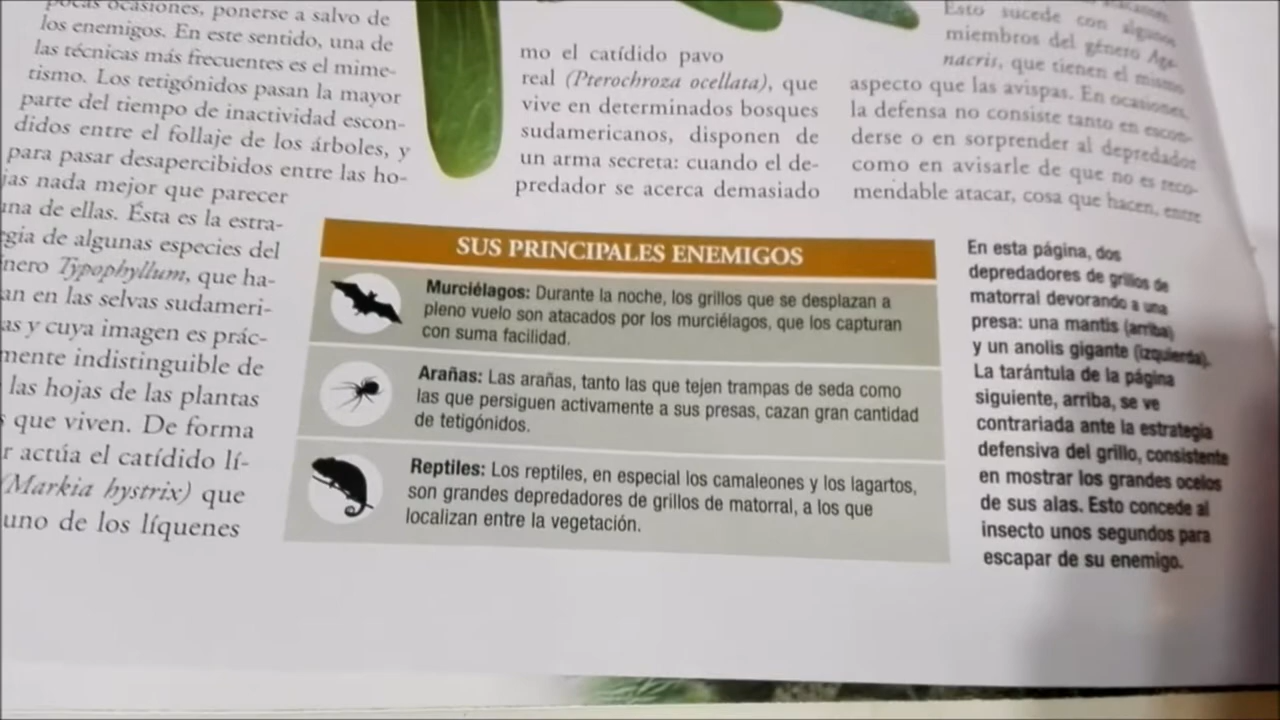 pocas ocasiones, ponerse a salvo de
los enemigos. En este sentido, una de
las técnicas más frecuentes es el mime-
tismo. Los tetigónidos pasan la mayor
parte del tiempo de inactividad escon-
didos entre el follaje de los árboles, y
para pasar desapercibidos entre las ho-
jas nada mejor que parecer
una de ellas. Ésta es la estra-
egia de algunas especies del
nero Typophyllum, que ha-
an en las selvas sudameri-
as y cuya imagen es prác-
mente indistinguible de
las hojas de las plantas
que viven. De forma
r actúa el catídido lí-
(Markia hystrix) que
uno de los líquenes
mo el catídido pavo
real (Pterochroza ocellata), que
vive en determinados bosques
sudamericanos, disponen de
un arma secreta: cuando el de-
predador se acerca demasiado
Esto sucede con algunos
miembros del género Aga-
nacris, que tienen el mismo
aspecto que las avispas. En ocasiones,
la defensa no consiste tanto en escon-
derse o en sorprender al depredador
como en avisarle de que no es reco-
mendable atacar, cosa que hacen, entre
SUS PRINCIPALES ENEMIGOS
Murciélagos: Durante la noche, los grillos que se desplazan a
pleno vuelo son atacados por los murciélagos, que los capturan
con suma facilidad.
Arañas: Las arañas, tanto las que tejen trampas de seda como
las que persiguen activamente a sus presas, cazan gran cantidad
de tetigónidos.
Reptiles: Los reptiles, en especial los camaleones y los lagartos,
son grandes depredadores de grillos de matorral, a los que
localizan entre la vegetación.
En esta página, dos
depredadores de grillos de
matorral devorando a una
presa: una mantis (arriba)
y un anolis gigante (izquierda).
La tarántula de la página
siguiente, arriba, se ve
contrariada ante la estrategia
defensiva del grillo, consistente
en mostrar los grandes ocelos
de sus alas. Esto concede al
insecto unos segundos para
escapar de su enemigo.